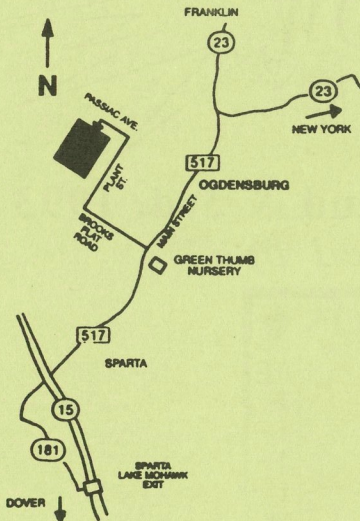 FRANKLIN
23
N
23
NEW YORK
PASSIAC AVE.
517
PLANT
ST.
OGDENSBURG
MAIN STREET
BROOKS
FLAT
ROAD
GREEN THUMB
NURSERY
517
SPARTA
15
181
SPARTA
LAKE MOHAWK
EXIT
DOVER